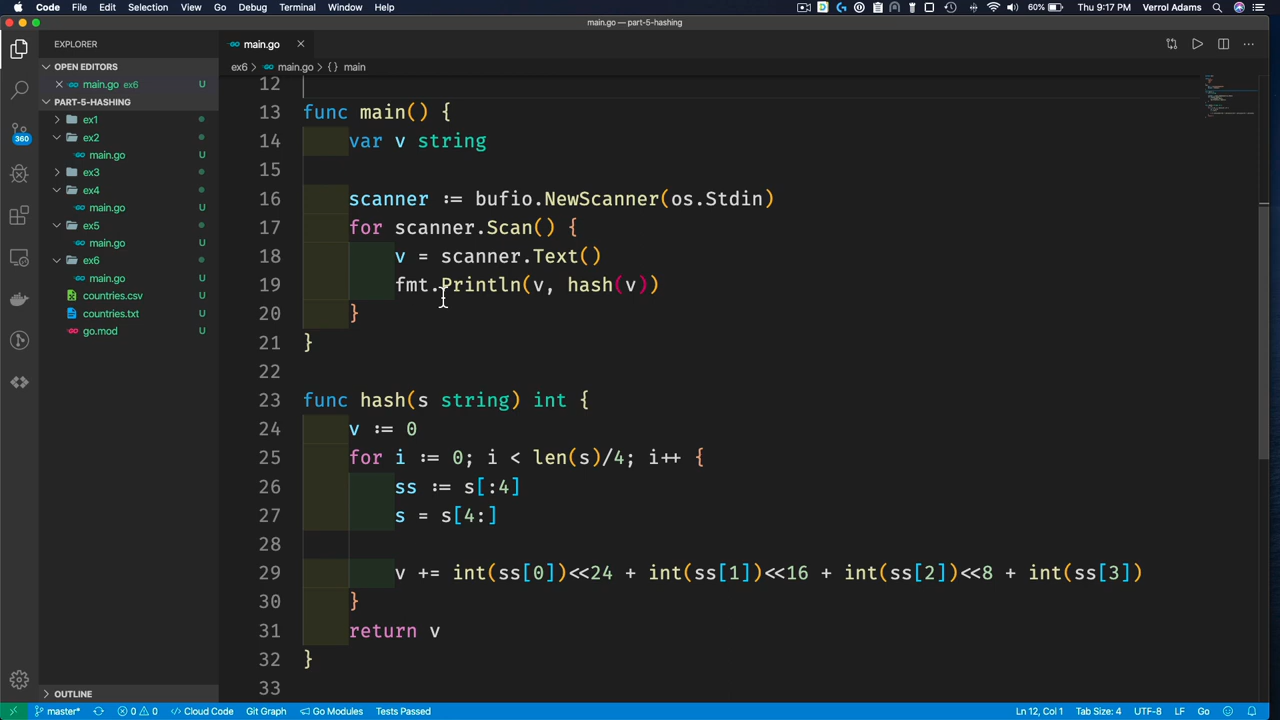 Code File Edit Selection View Go Debug Terminal Window Help 60% Thu 9:17 PM Verrol Adams
main.go — part-5-hashing
EXPLORER
main.go
OPEN EDITORS
ex6 > main.go > {} main
main.go ex6 U
PART-5-HASHING
ex1
ex2
main.go U
ex3
ex4
main.go U
ex5
main.go U
ex6
main.go U
countries.csv U
countries.txt U
go.mod U
OUTLINE
360
12
13 func main() {
14 var v string
15
16 scanner := bufio.NewScanner(os.Stdin)
17 for scanner.Scan() {
18 v = scanner.Text()
19 fmt.Println(v, hash(v))
20 }
21 }
22
23 func hash(s string) int {
24 v := 0
25 for i := 0; i < len(s)/4; i++ {
26 ss := s[:4]
27 s = s[4:]
28
29 v += int(ss[0])<<24 + int(ss[1])<<16 + int(ss[2])<<8 + int(ss[3])
30 }
31 return v
32 }
33
master* 0 0 Cloud Code Git Graph Go Modules Tests Passed Ln 12, Col 1 Tab Size: 4 UTF-8 LF Go